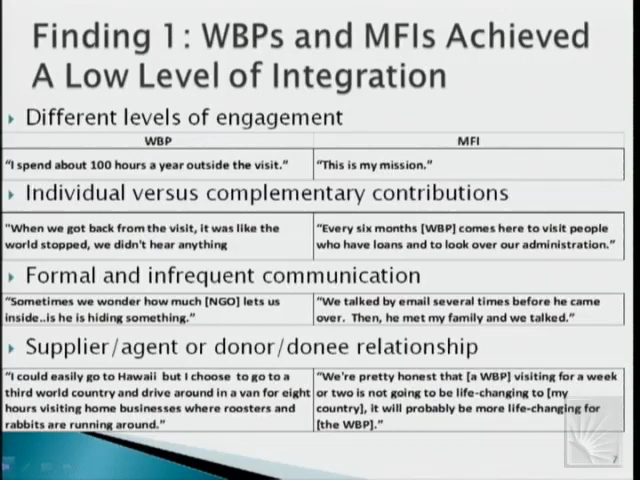 Finding 1: WBPs and MFIs Achieved
A Low Level of Integration
Different levels of engagement
WBP MFI
"I spend about 100 hours a year outside the visit." "This is my mission."
Individual versus complementary contributions
"When we got back from the visit, it was like the
world stopped, we didn't hear anything
"Every six months [WBP] comes here to visit people
who have loans and to look over our administration."
Formal and infrequent communication
"Sometimes we wonder how much [NGO] lets us
inside..is he is hiding something."
"We talked by email several times before he came
over. Then, he met my family and we talked."
Supplier/agent or donor/donee relationship
"I could easily go to Hawaii but I choose to go to a
third world country and drive around in a van for eight
hours visiting home businesses where roosters and
rabbits are running around."
"We're pretty honest that [a WBP] visiting for a week
or two is not going to be life-changing to [my
country], it will probably be more life-changing for
[the WBP]."
7